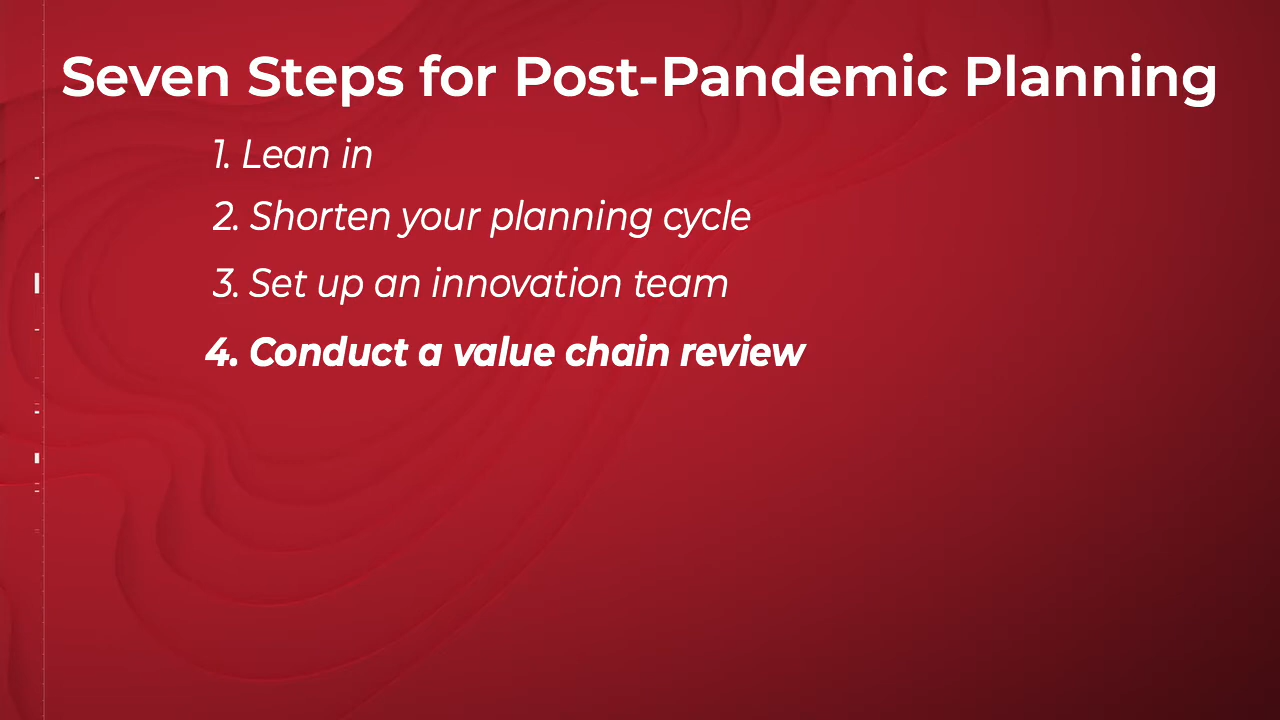 Seven Steps for Post-Pandemic Planning
1. Lean in
2. Shorten your planning cycle
3. Set up an innovation team
4. Conduct a value chain review